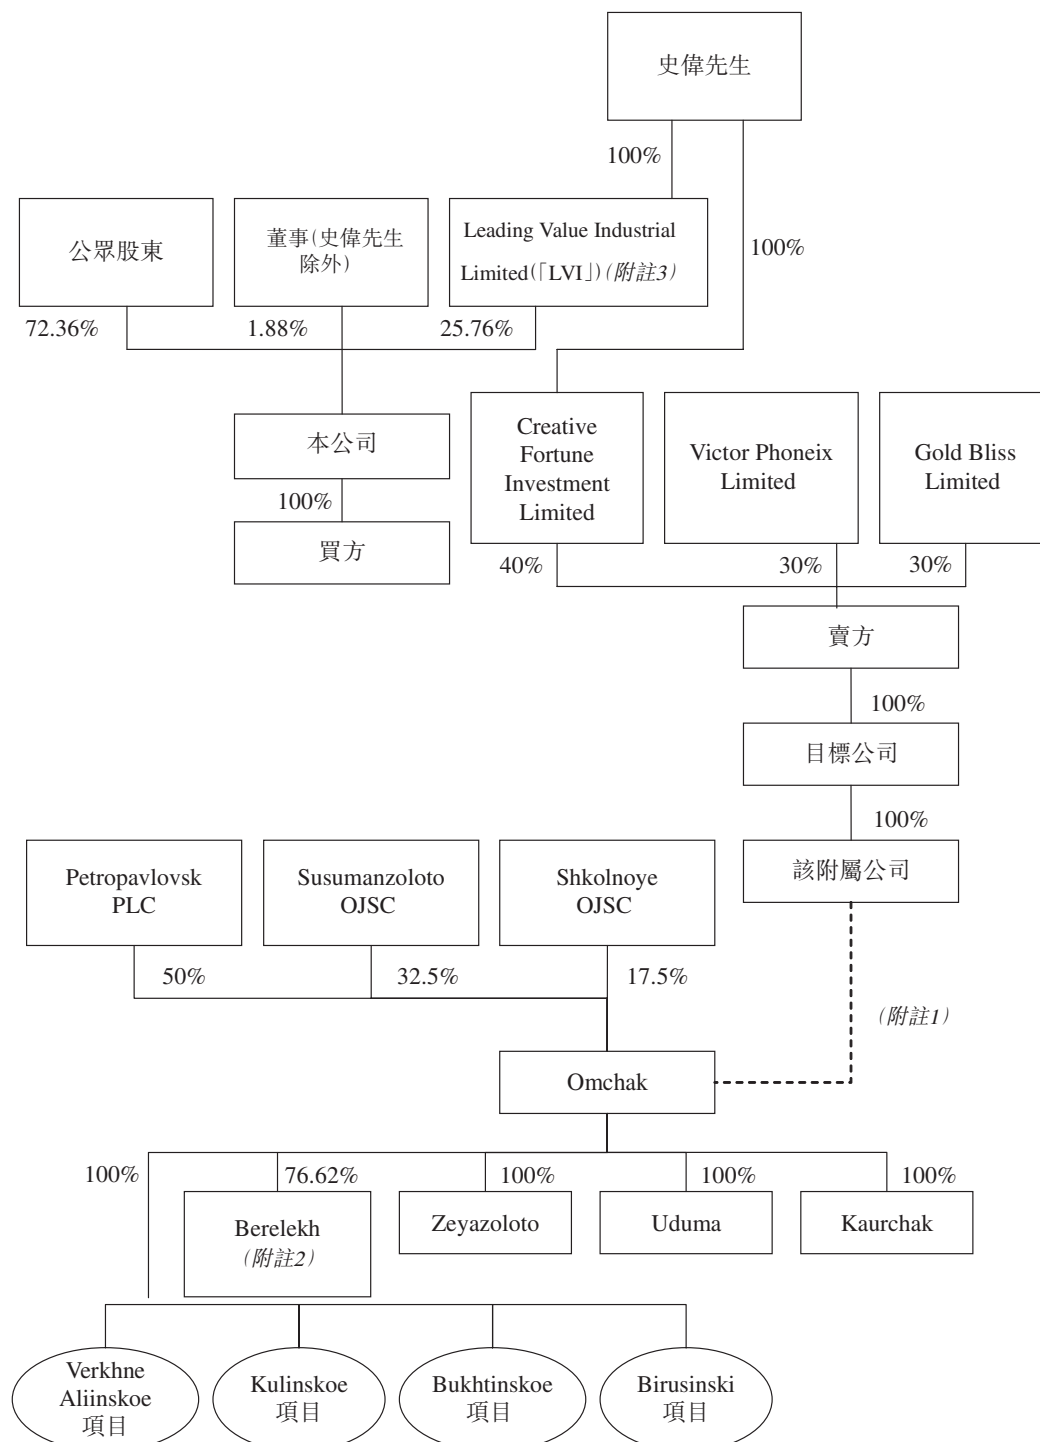 史偉先生
100%
100%
公眾股東
董事(史偉先生
除外)
Leading Value Industrial
Limited(「LVI」)(附註3)
72.36%
1.88%
25.76%
本公司
100%
買方
Creative
Fortune
Investment
Limited
Victor Phoneix
Limited
Gold Bliss
Limited
40%
30%
30%
賣方
100%
目標公司
100%
該附屬公司
Petropavlovsk
PLC
Susumanzoloto
OJSC
Shkolnoye
OJSC
50%
32.5%
17.5%
(附註1)
Omchak
100%
76.62%
100%
100%
100%
Berelekh
(附註2)
Zeyazoloto
Uduma
Kaurchak
Verkhne
Aliinskoe
項目
Kulinskoe
項目
Bukhtinskoe
項目
Birusinski
項目